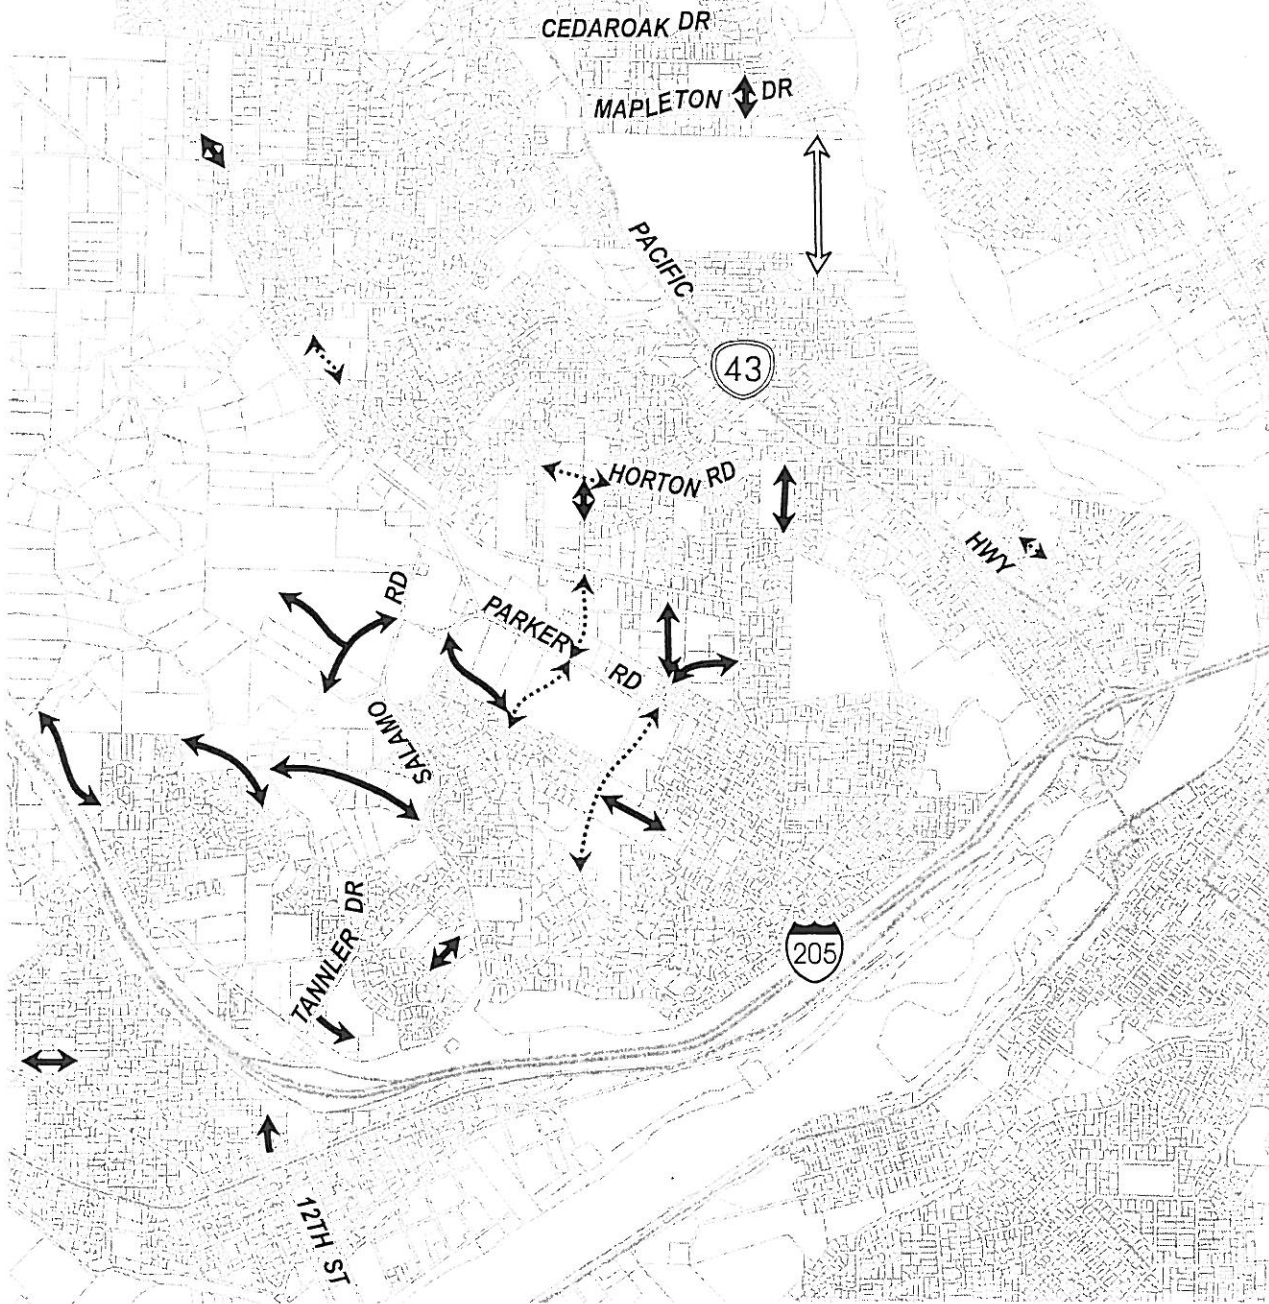 CEDAROAK DR
MAPLETON DR
PACIFIC
43
HORTON RD
HWY
RD
PARKER
RD
SALAMO
TANNLER DR
205
12TH ST